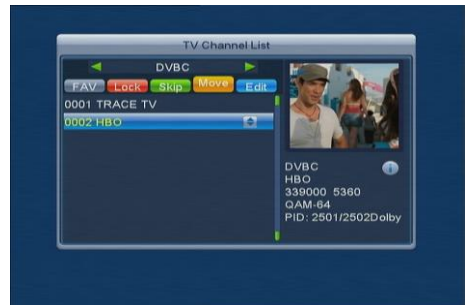 TV Channel List
DVBC
FAV Lock Skip Move Edit
0001 TRACE TV
0002 HBO
DVBC
HBO
339000 5360
QAM-64
PID: 2501/2502Dolby